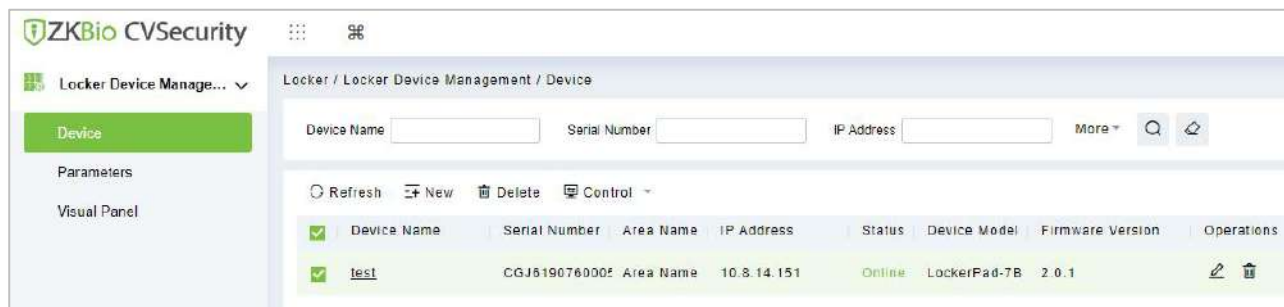 ZKBio CVSecurity
Locker Device Manage...
Device
Parameters
Visual Panel
Locker / Locker Device Management / Device
Device Name Serial Number IP Address More
Refresh New Delete Control
Device Name Serial Number Area Name IP Address Status Device Model Firmware Version Operations
test CGJ619076000 Area Name 10.8.14.151 Online LockerPad-7B 2.0.1